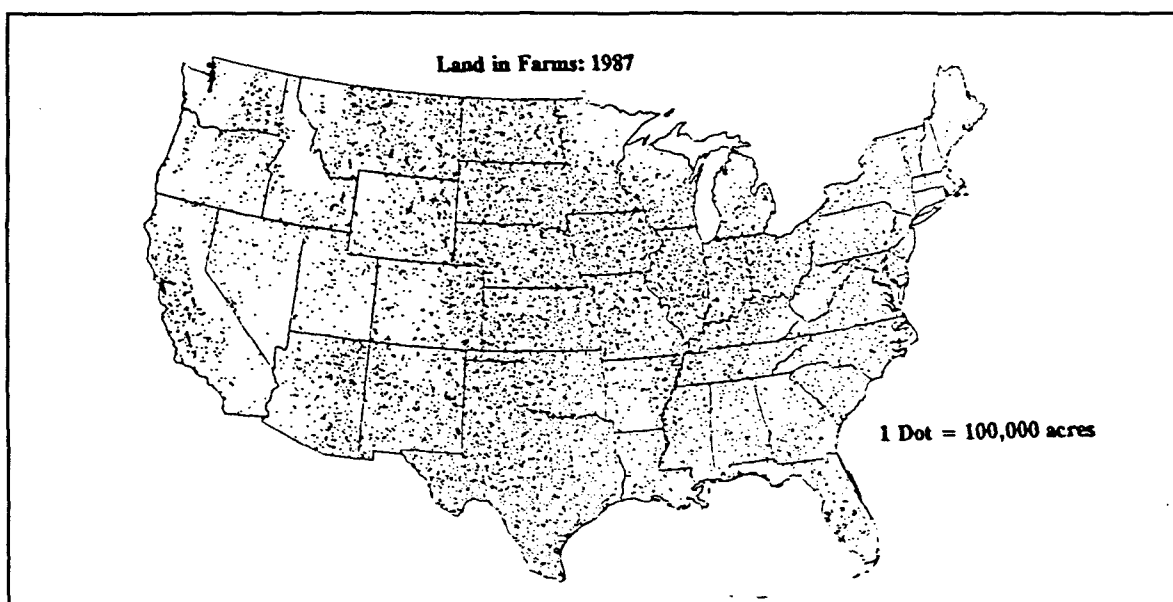 Land in Farms: 1987
1 Dot = 100,000 acres